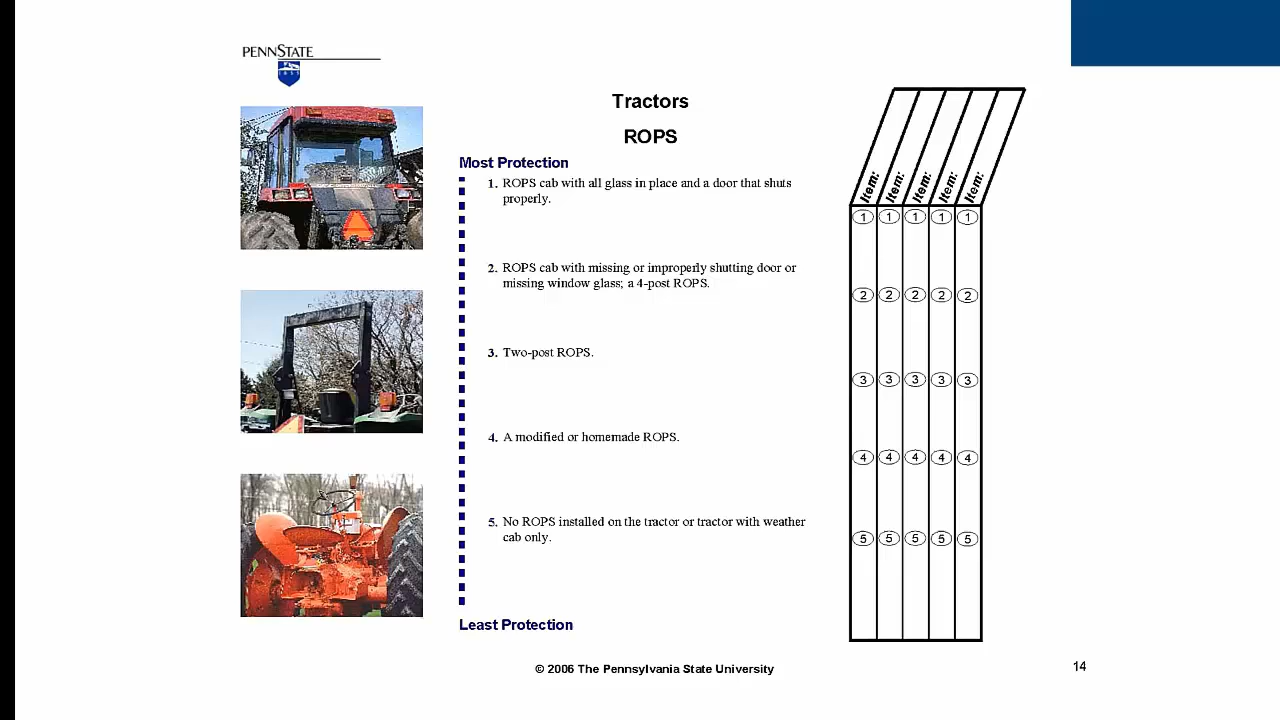 PENNSTATE
1855
Tractors
ROPS
Most Protection
1. ROPS cab with all glass in place and a door that shuts
properly.
2. ROPS cab with missing or improperly shutting door or
missing window glass; a 4-post ROPS.
3. Two-post ROPS.
4. A modified or homemade ROPS.
5. No ROPS installed on the tractor or tractor with weather
cab only.
Least Protection
Item: Item: Item: Item: Item:
1 1 1 1 1
2 2 2 2 2
3 3 3 3 3
4 4 4 4 4
5 5 5 5 5
© 2006 The Pennsylvania State University
14